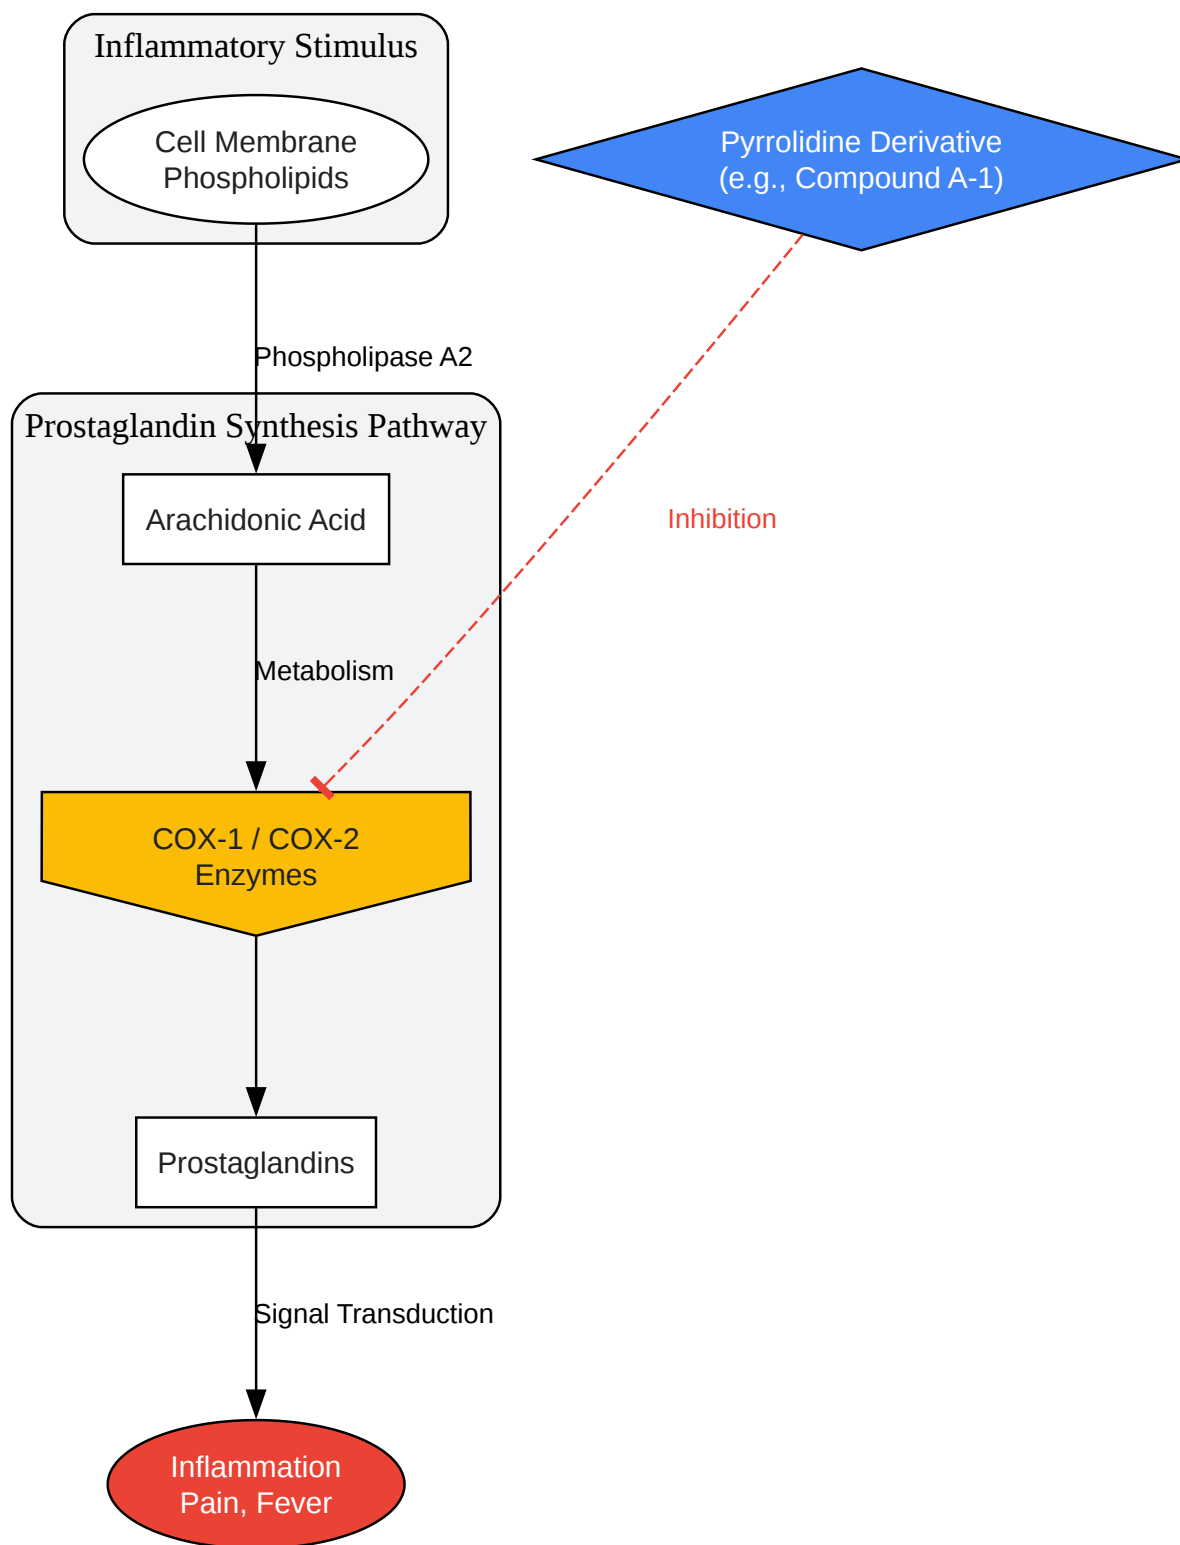 Inflammatory Stimulus
Cell Membrane
Phospholipids
Pyrrolidine Derivative
(e.g., Compound A-1)
Phospholipase A2
Prostaglandin Synthesis Pathway
Arachidonic Acid
Inhibition
Metabolism
COX-1 / COX-2
Enzymes
Prostaglandins
Signal Transduction
Inflammation
Pain, Fever